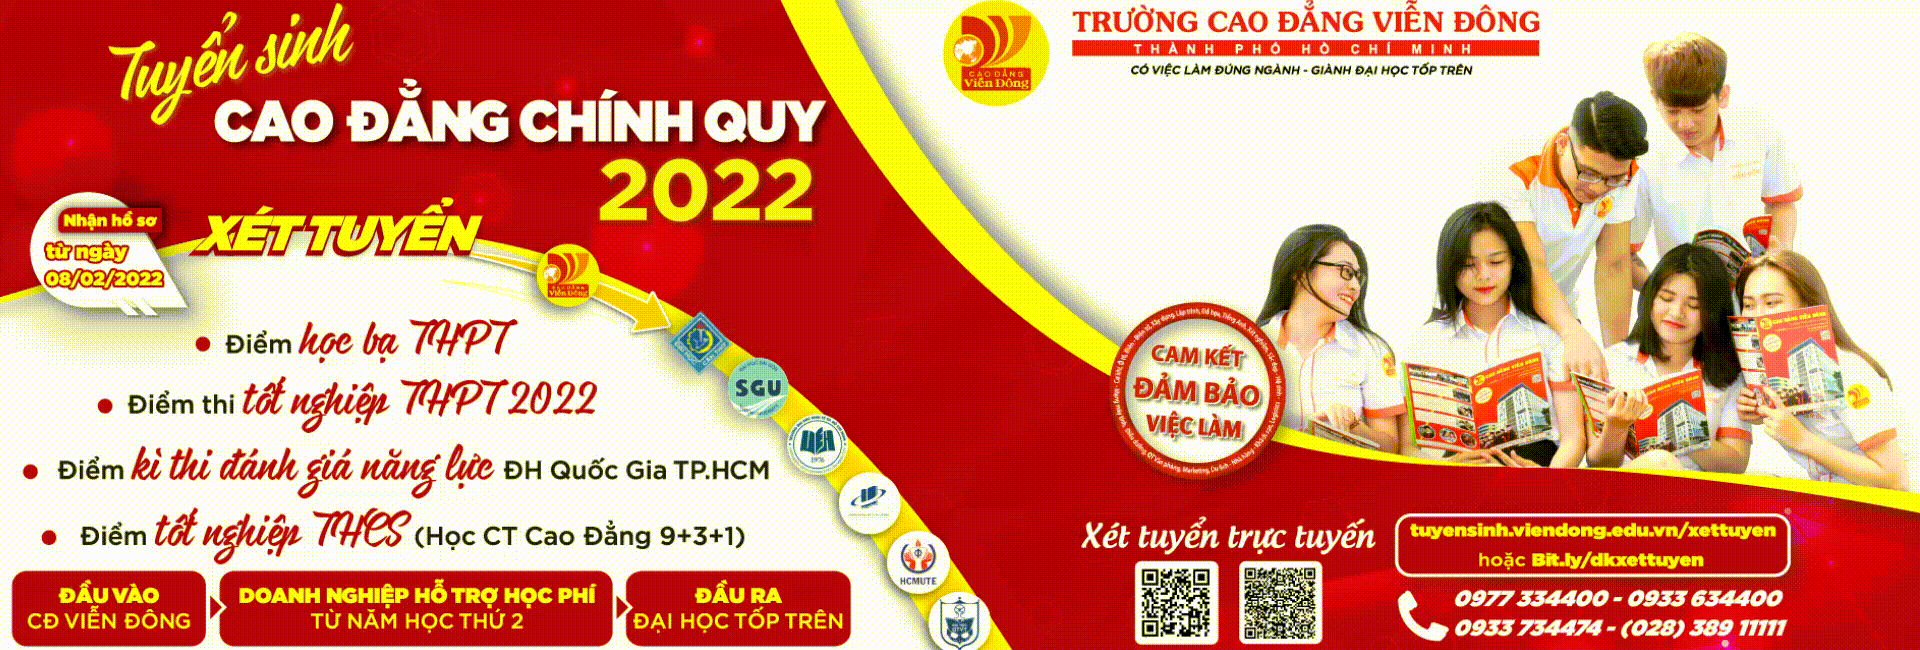 Tuyển sinh
CAO ĐẲNG CHÍNH QUY
2022
Nhận hồ sơ
từ ngày
08/02/2022
XÉT TUYỂN
CAO ĐẲNG
Viễn Đông
• Điểm học bạ THPT
• Điểm thi tốt nghiệp THPT 2022
• Điểm kì thi đánh giá năng lực ĐH Quốc Gia TP.HCM
• Điểm tốt nghiệp THCS (Học CT Cao Đẳng 9+3+1)
SGU
1976
HCMUTE
ĐẦU VÀO
CĐ VIỄN ĐÔNG
DOANH NGHIỆP HỖ TRỢ HỌC PHÍ
TỪ NĂM HỌC THỨ 2
ĐẦU RA
ĐẠI HỌC TỐP TRÊN
CAO ĐẲNG
Viễn Đông
TRƯỜNG CAO ĐẲNG VIỄN ĐÔNG
THÀNH PHỐ HỒ CHÍ MINH
CÓ VIỆC LÀM ĐÚNG NGÀNH - GIÀNH ĐẠI HỌC TỐP TRÊN
CAM KẾT
ĐẢM BẢO
VIỆC LÀM
Xét tuyển trực tuyến
tuyensinh.viendong.edu.vn/xettuyen
hoặc Bit.ly/dkxettuyen
0977 334400 - 0933 634400
0933 734474 - (028) 389 11111